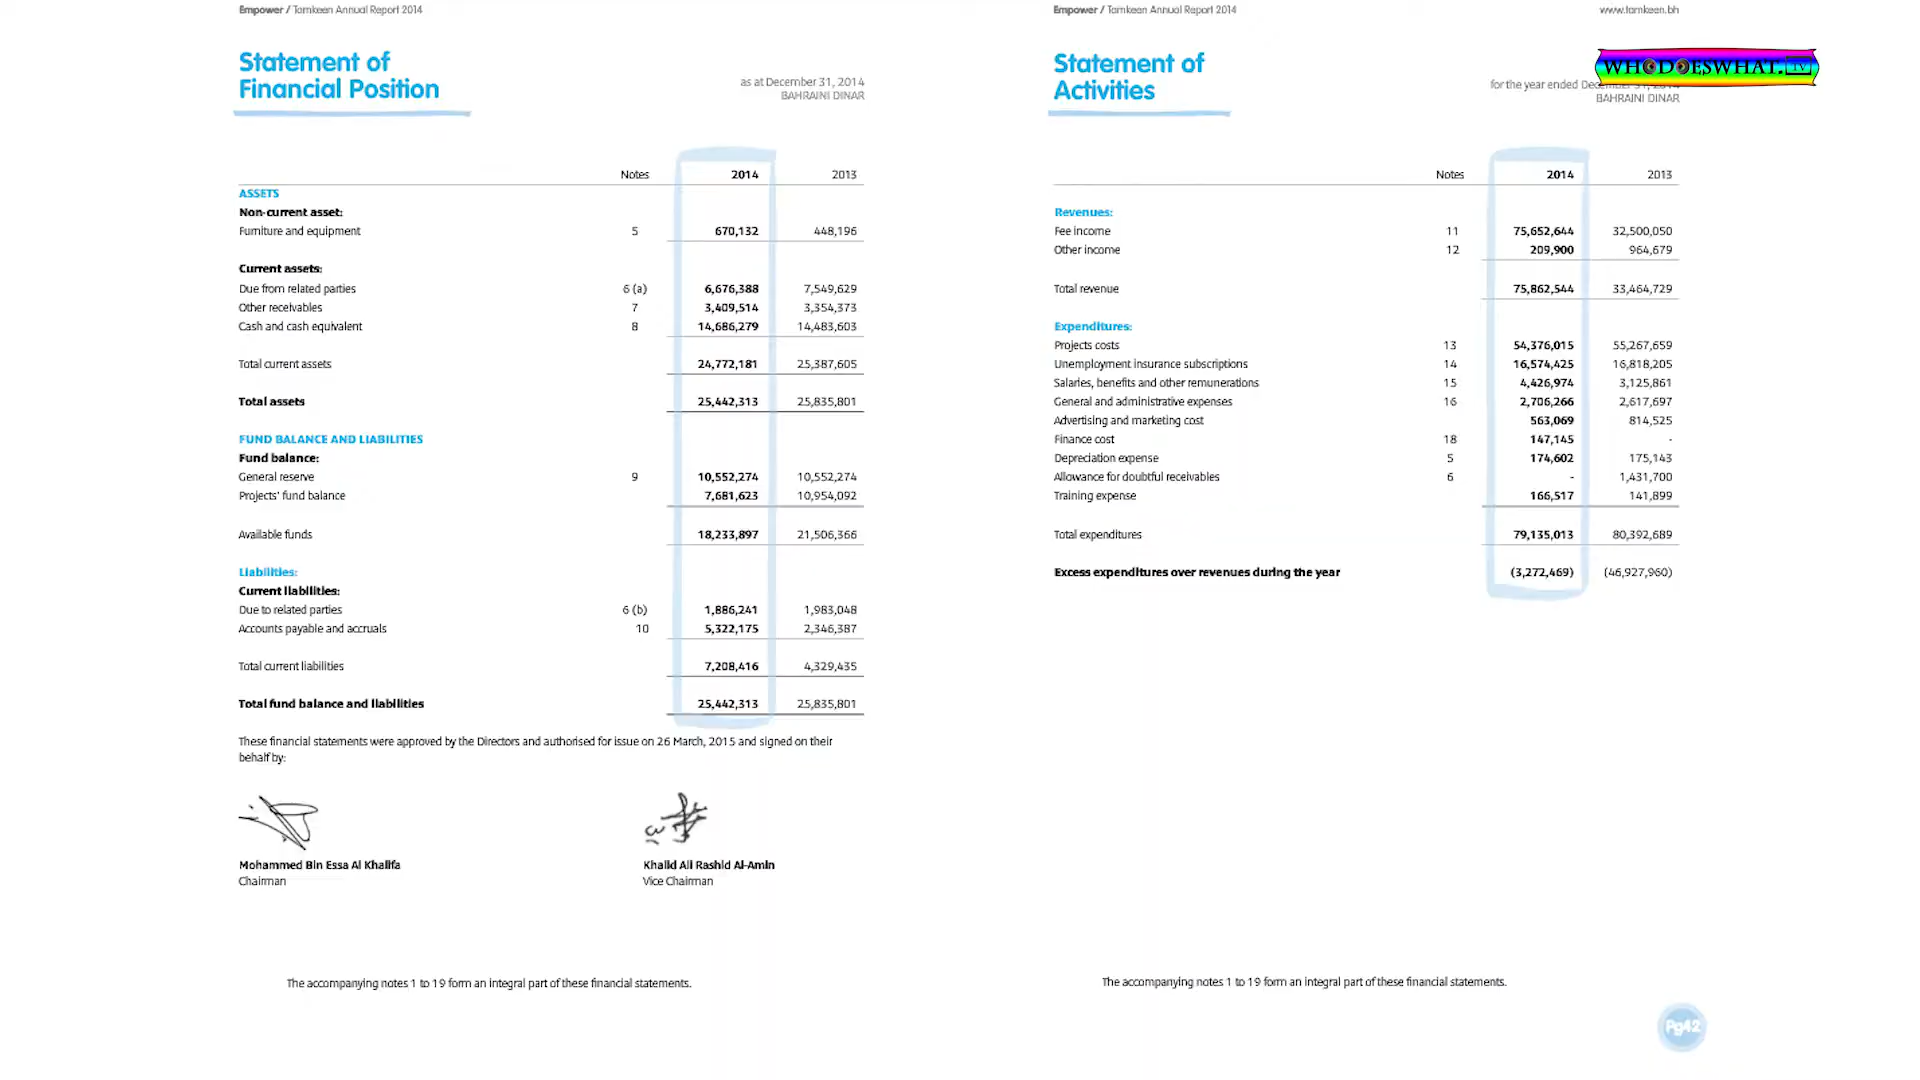 Empower / Tamkeen Annual Report 2014
Statement of
Financial Position
as at December 31, 2014
BAHRAINI DINAR
Notes 2014 2013
ASSETS
Non-current asset:
Furniture and equipment 5 670,132 448,196
Current assets:
Due from related parties 6 (a) 6,676,388 7,549,629
Other receivables 7 3,409,514 3,354,373
Cash and cash equivalent 8 14,686,279 14,483,603
Total current assets 24,772,181 25,387,605
Total assets 25,442,313 25,835,801
FUND BALANCE AND LIABILITIES
Fund balance:
General reserve 9 10,552,274 10,552,274
Projects' fund balance 7,681,623 10,954,092
Available funds 18,233,897 21,506,366
Liabilities:
Current liabilities:
Due to related parties 6 (b) 1,886,241 1,983,048
Accounts payable and accruals 10 5,322,175 2,346,387
Total current liabilities 7,208,416 4,329,435
Total fund balance and liabilities 25,442,313 25,835,801
These financial statements were approved by the Directors and authorised for issue on 26 March, 2015 and signed on their
behalf by:
Mohammed Bin Essa Al Khalifa
Chairman
Khalid Ali Rashid Al-Amin
Vice Chairman
The accompanying notes 1 to 19 form an integral part of these financial statements.
Empower / Tamkeen Annual Report 2014
www.tamkeen.bh
Statement of
Activities
WHODOESWHAT.TV
for the year ended
BAHRAINI DINAR
Notes 2014 2013
Revenues:
Fee income 11 75,652,644 32,500,050
Other income 12 209,900 964,679
Total revenue 75,862,544 33,464,729
Expenditures:
Projects costs 13 54,376,015 55,267,659
Unemployment insurance subscriptions 14 16,574,425 16,818,205
Salaries, benefits and other remunerations 15 4,426,974 3,125,861
General and administrative expenses 16 2,706,266 2,617,697
Advertising and marketing cost 563,069 814,525
Finance cost 18 147,145 -
Depreciation expense 5 174,602 175,143
Allowance for doubtful receivables 6 - 1,431,700
Training expense 166,517 141,899
Total expenditures 79,135,013 80,392,689
Excess expenditures over revenues during the year (3,272,469) (46,927,960)
The accompanying notes 1 to 19 form an integral part of these financial statements.
Pg42